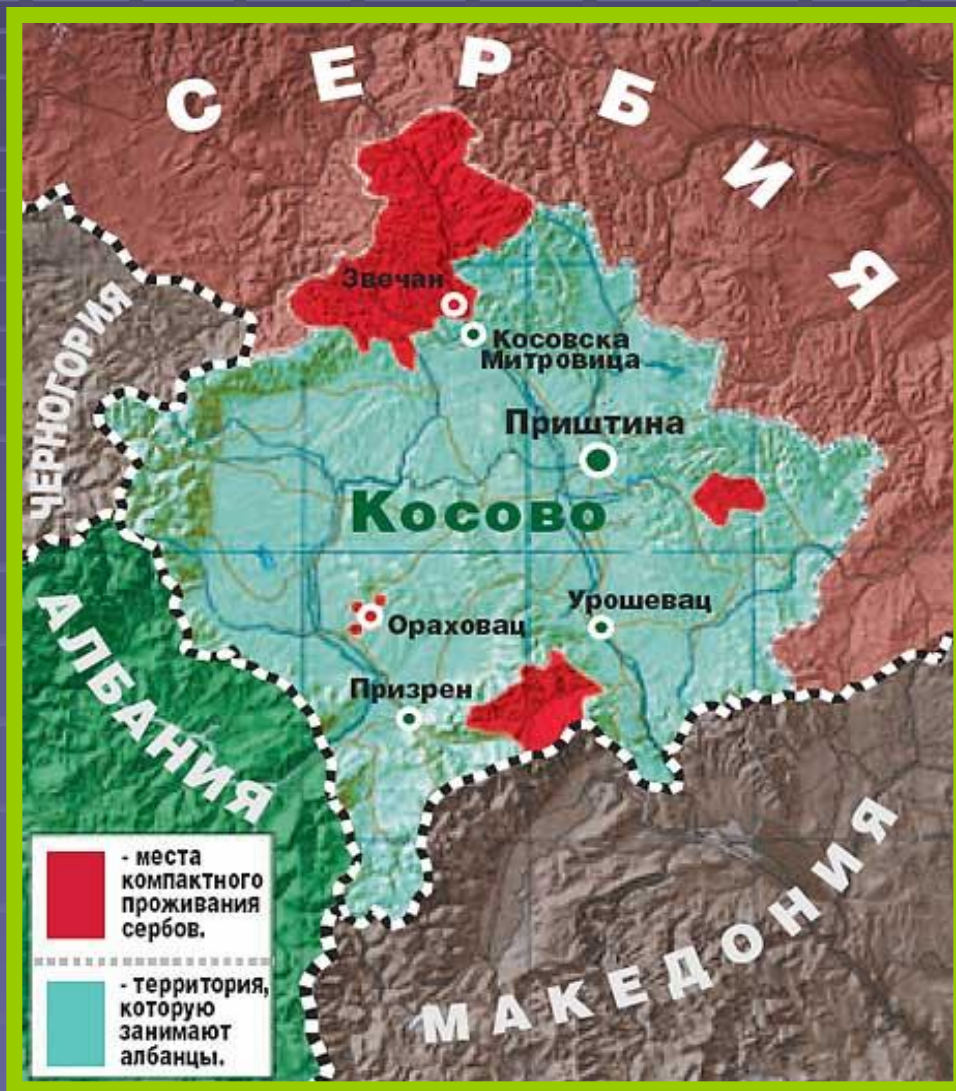 СЕРБИЯ
ЧЕРНОГОРИЯ
Звечан
Косовска
Митровица
Приштина
Косово
Ораховац
Урошевац
Призрен
АЛБАНИЯ
МАКЕДОНИЯ
- места
компактного
проживания
сербов.
- территория,
которую
занимают
албанцы.